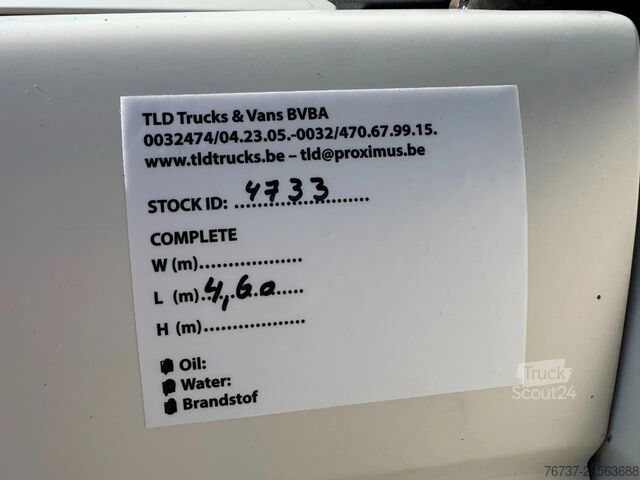 TLD Trucks & Vans BVBA
0032474/04.23.05.-0032/470.67.99.15.
www.tldtrucks.be – tld@proximus.be
STOCK ID: 4733
COMPLETE
W (m)
L (m) 4,60
H (m)
Oil:
Water:
Brandstof
Truck
Scout24
76737-21563688